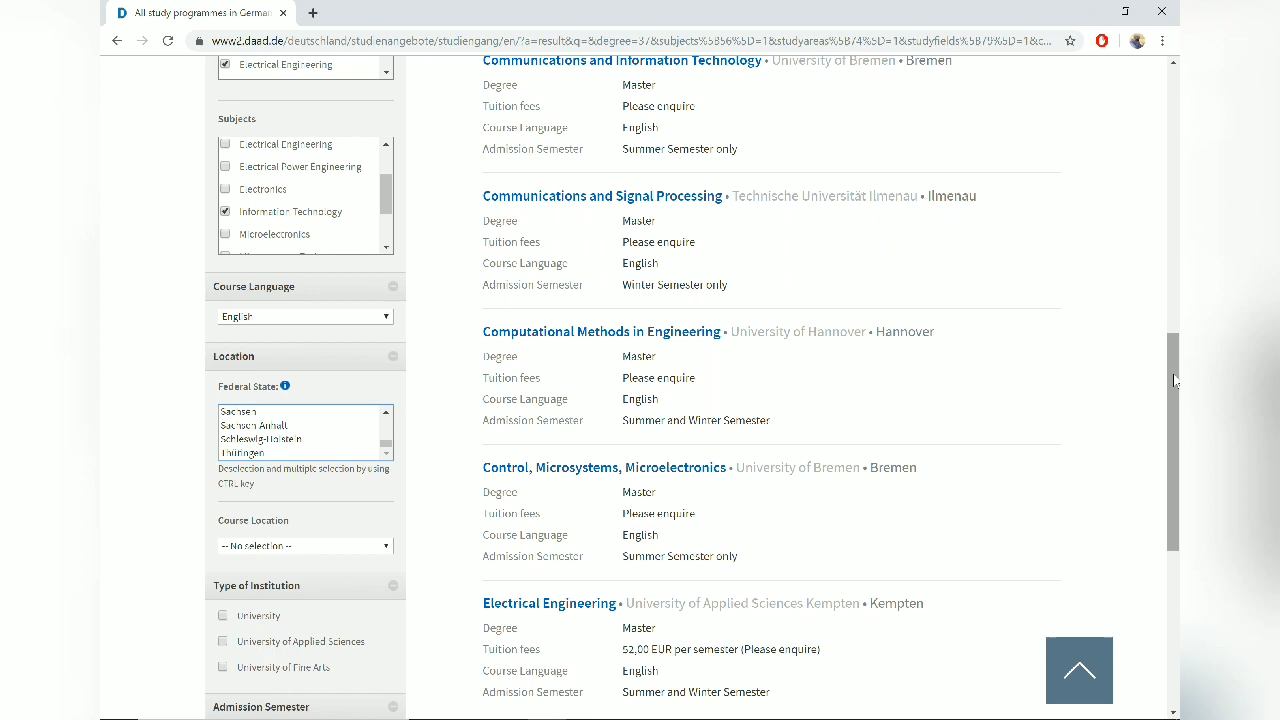 All study programmes in German
www2.daad.de/deutschland/studienangebote/studiengang/en/?a=result&q=&degree=37&subjects%5B56%5D=1&studyareas%5B74%5D=1&studyfields%5B79%5D=1&c...
Electrical Engineering
Subjects
Electrical Engineering
Electrical Power Engineering
Electronics
Information Technology
Microelectronics
Course Language
English
Location
Federal State:
Sachsen
Sachsen-Anhalt
Schleswig-Holstein
Thüringen
Deselection and multiple selection by using
CTRL key
Course Location
-- No selection --
Type of Institution
University
University of Applied Sciences
University of Fine Arts
Admission Semester
Communications and Information Technology • University of Bremen • Bremen
Degree Master
Tuition fees Please enquire
Course Language English
Admission Semester Summer Semester only
Communications and Signal Processing • Technische Universität Ilmenau • Ilmenau
Degree Master
Tuition fees Please enquire
Course Language English
Admission Semester Winter Semester only
Computational Methods in Engineering • University of Hannover • Hannover
Degree Master
Tuition fees Please enquire
Course Language English
Admission Semester Summer and Winter Semester
Control, Microsystems, Microelectronics • University of Bremen • Bremen
Degree Master
Tuition fees Please enquire
Course Language English
Admission Semester Summer Semester only
Electrical Engineering • University of Applied Sciences Kempten • Kempten
Degree Master
Tuition fees 52,00 EUR per semester (Please enquire)
Course Language English
Admission Semester Summer and Winter Semester